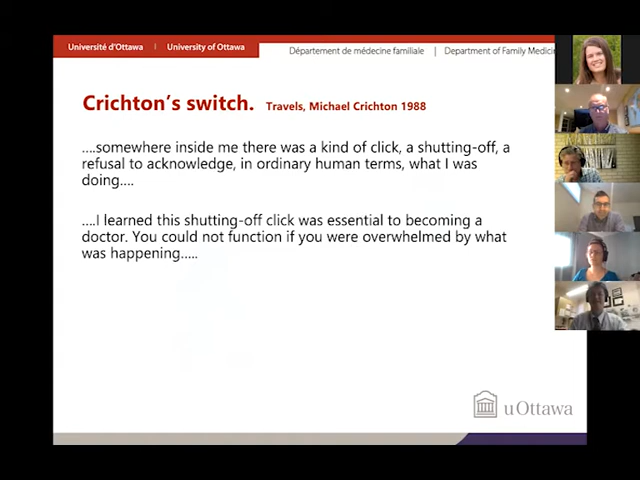 Université d'Ottawa | University of Ottawa
Département de médecine familiale | Department of Family Medicin
Crichton's switch. Travels, Michael Crichton 1988
....somewhere inside me there was a kind of click, a shutting-off, a
refusal to acknowledge, in ordinary human terms, what I was
doing....
....I learned this shutting-off click was essential to becoming a
doctor. You could not function if you were overwhelmed by what
was happening.....
uOttawa